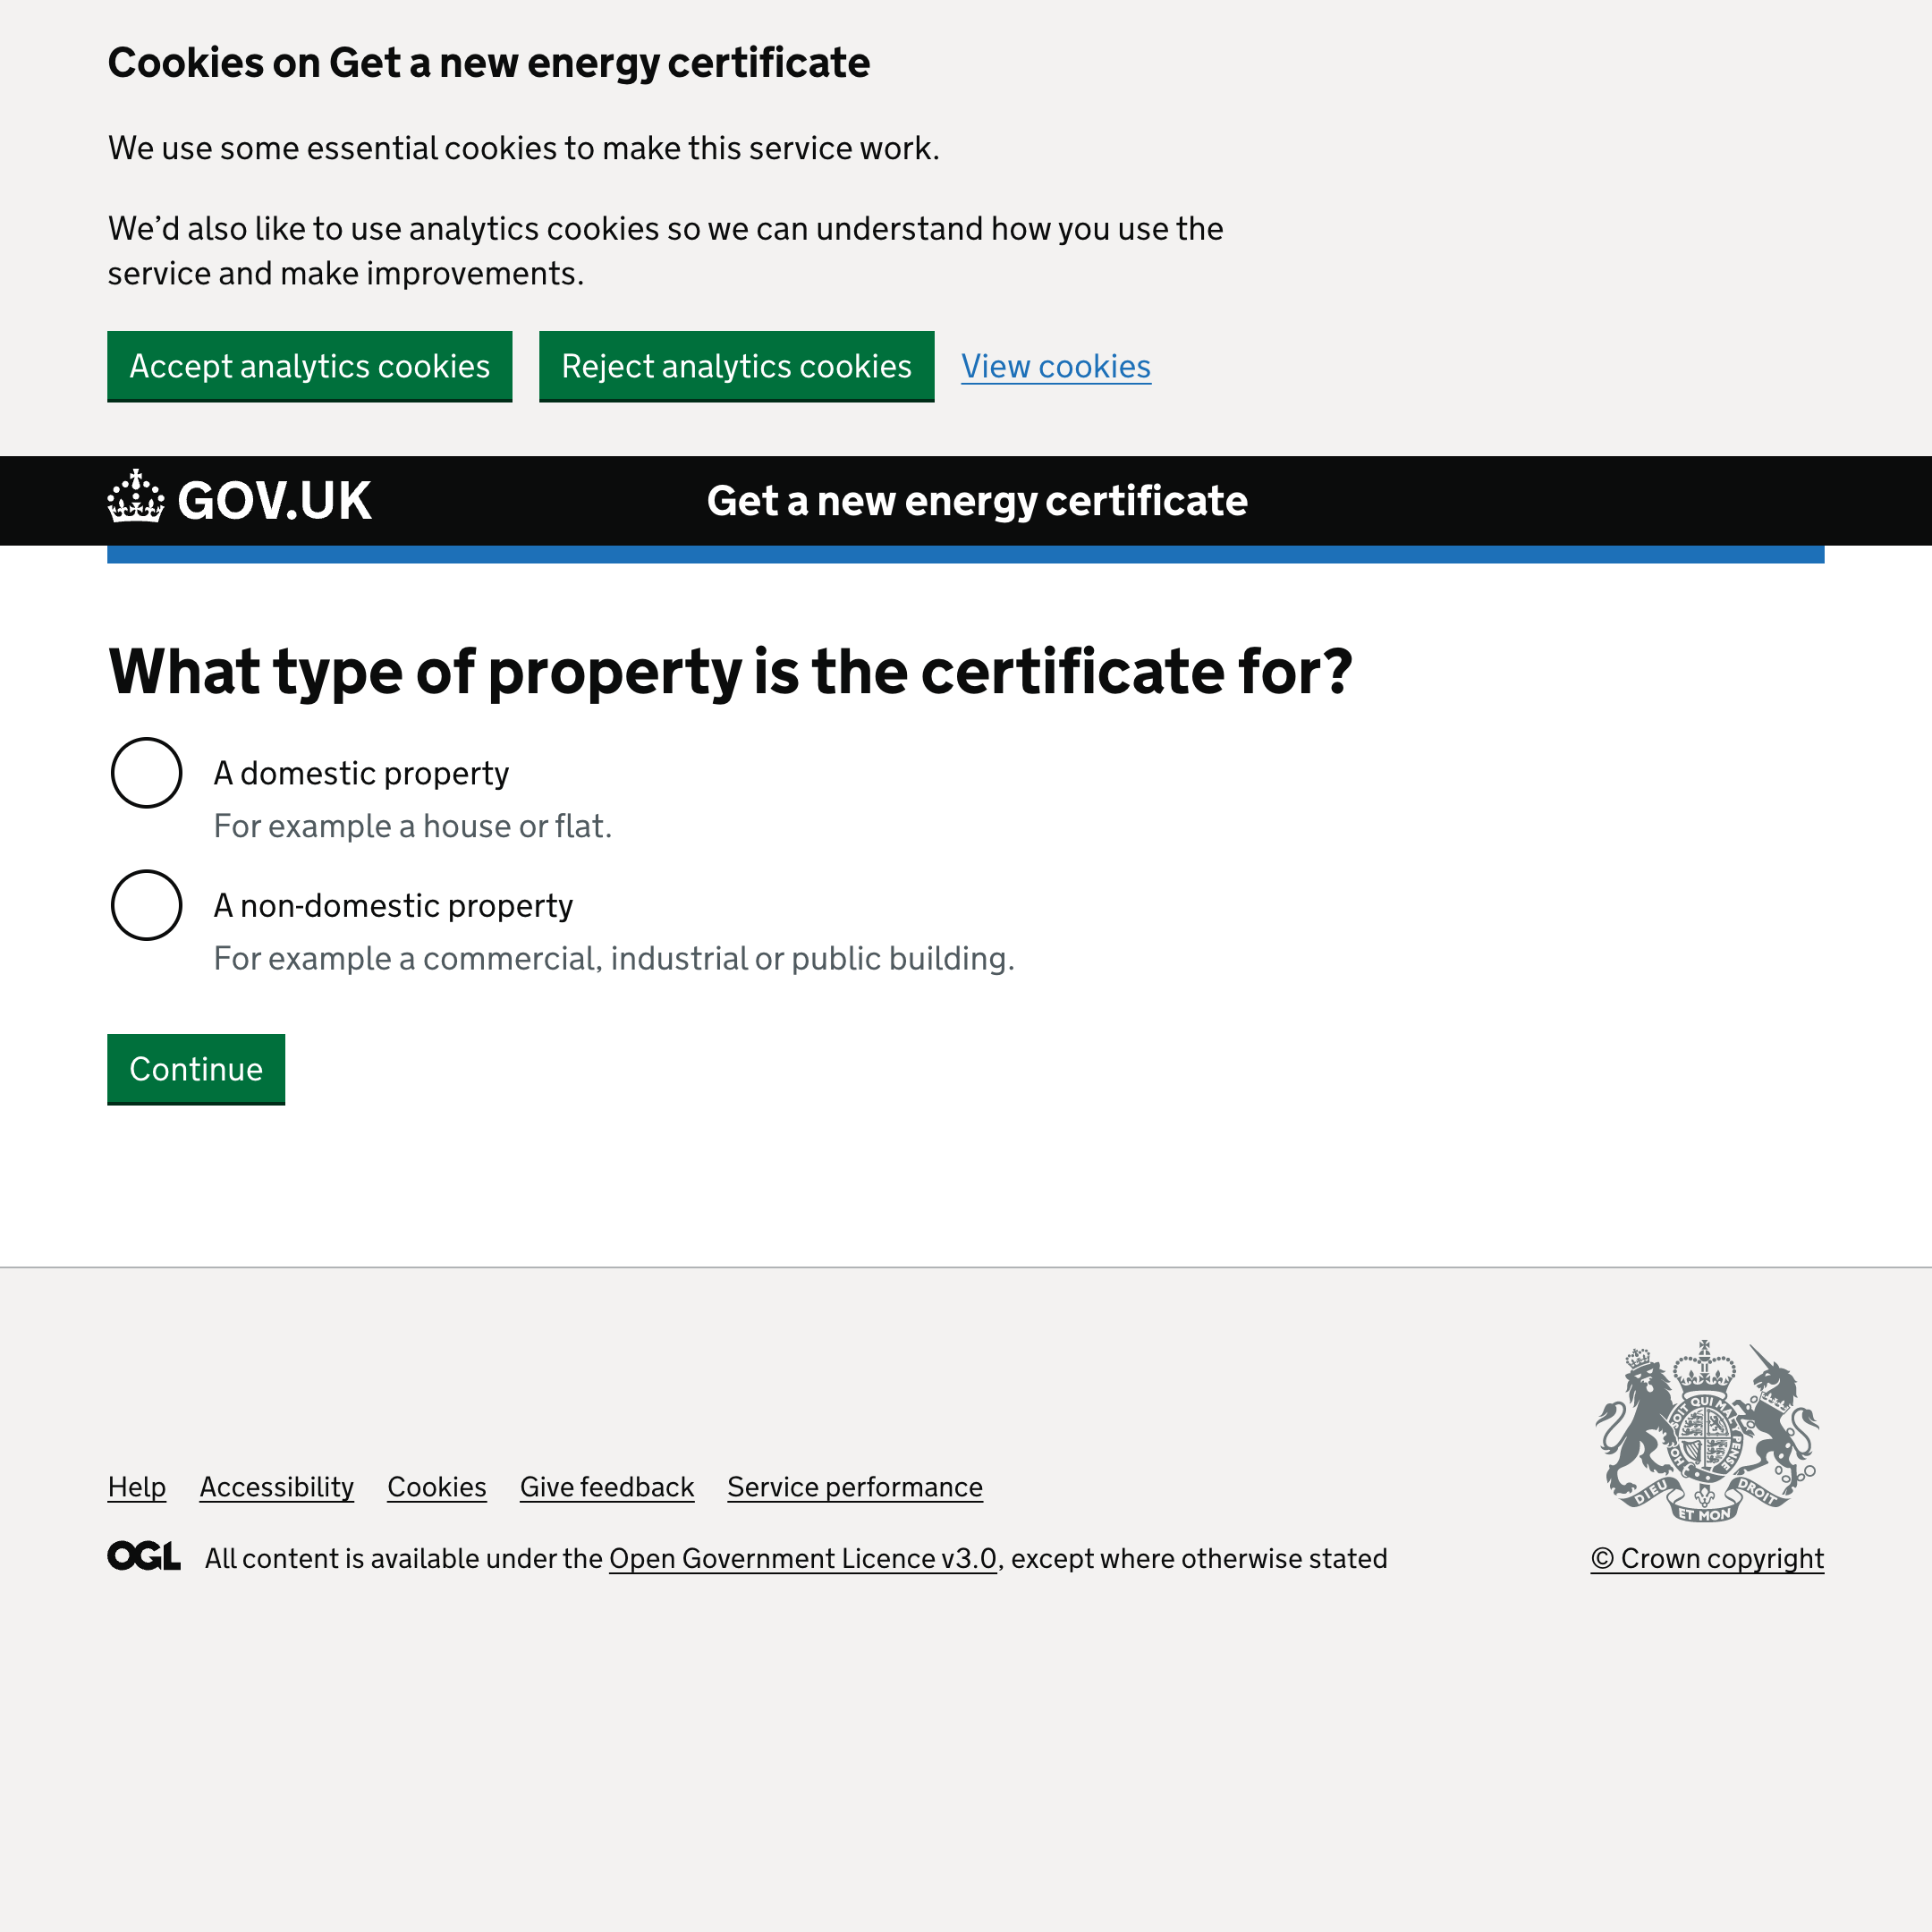 Cookies on Get a new energy certificate
We use some essential cookies to make this service work.
We’d also like to use analytics cookies so we can understand how you use the
service and make improvements.
Accept analytics cookies
Reject analytics cookies
View cookies
GOV.UK
Get a new energy certificate
What type of property is the certificate for?
A domestic property
For example a house or flat.
A non-domestic property
For example a commercial, industrial or public building.
Continue
Help
Accessibility
Cookies
Give feedback
Service performance
SOIT QUI MAL Y PENSE
DIEU ET MON DROIT
OGL
All content is available under the Open Government Licence v3.0, except where otherwise stated
© Crown copyright